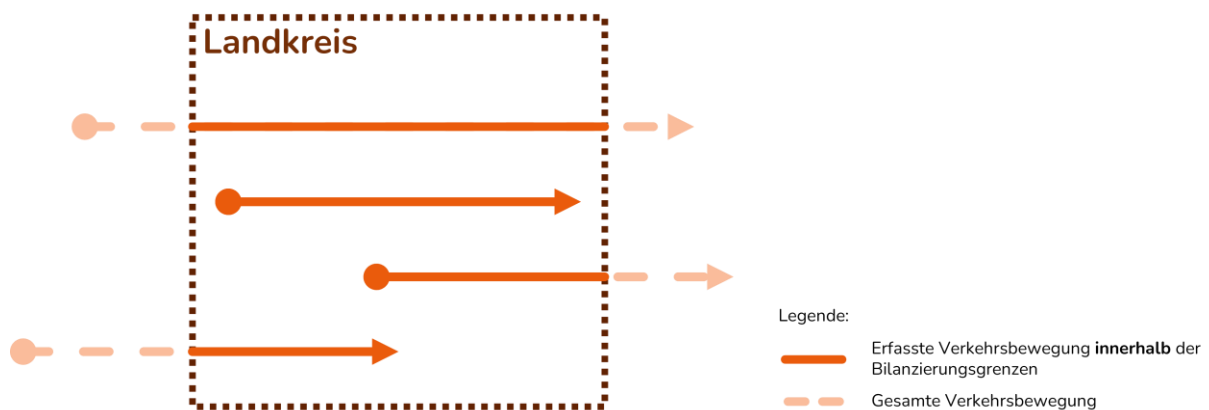 Landkreis
Legende:
Erfasste Verkehrsbewegung innerhalb der
Bilanzierungsgrenzen
Gesamte Verkehrsbewegung